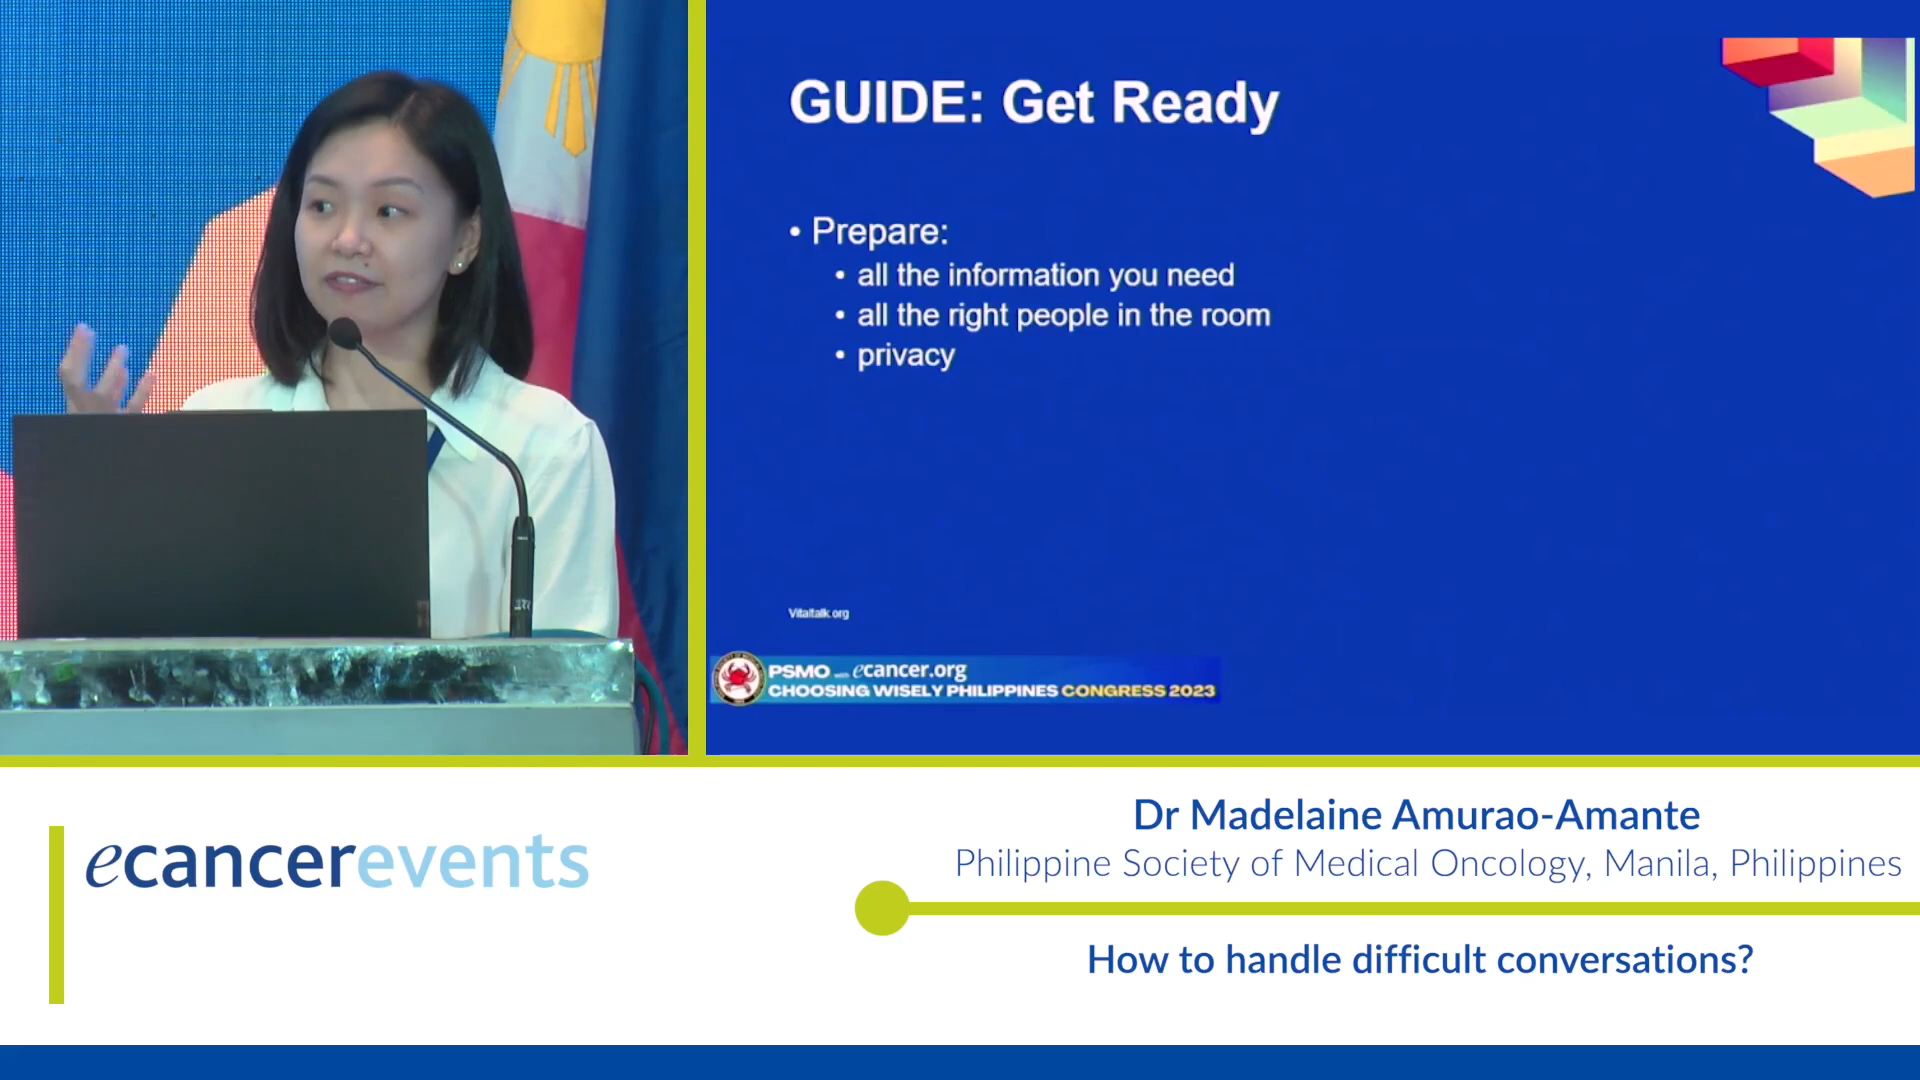 GUIDE: Get Ready
• Prepare:
• all the information you need
• all the right people in the room
• privacy
Vitaltalk.org
PSMO with ecancer.org
CHOOSING WISELY PHILIPPINES CONGRESS 2023
ecancerevents
Dr Madelaine Amurao-Amante
Philippine Society of Medical Oncology, Manila, Philippines
How to handle difficult conversations?